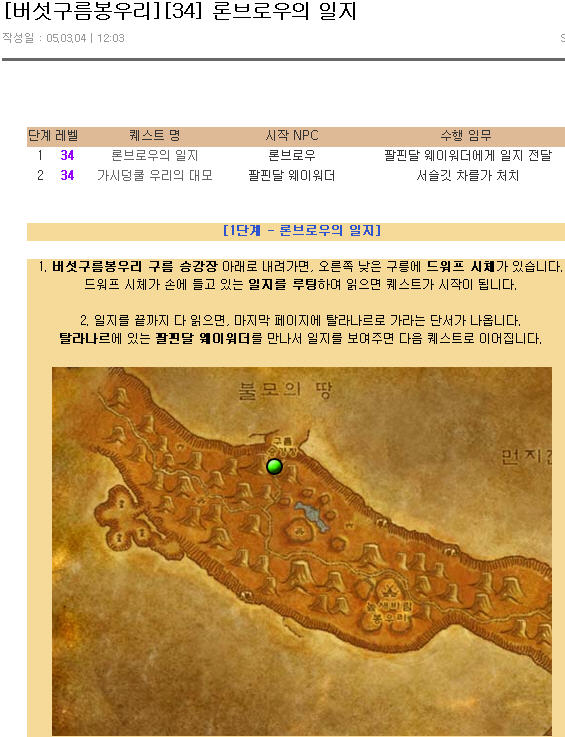 [버섯구름봉우리][34] 론브로우의 일지
작성일 : 05.03.04 | 12:03
단계 레벨 퀘스트 명 시작 NPC 수행 임무
1 34 론브로우의 일지 론브로우 팔핀달 웨이워더에게 일지 전달
2 34 가시덩쿨 우리의 대모 팔핀달 웨이워더 서슬깃 차를가 처치
[1단계 - 론브로우의 일지]
1. 버섯구름봉우리 구름 승강장 아래로 내려가면, 오른쪽 낮은 구릉에 드워프 시체가 있습니다.
드워프 시체가 손에 들고 있는 일지를 루팅하여 읽으면 퀘스트가 시작이 됩니다.
2. 일지를 끝까지 다 읽으면, 마지막 페이지에 탈라나르로 가라는 단서가 나옵니다.
탈라나르에 있는 팔핀달 웨이워더를 만나서 일지를 보여주면 다음 퀘스트로 이어집니다.
불모의 땅
구름
승강장
먼지진
높새바람
봉우리